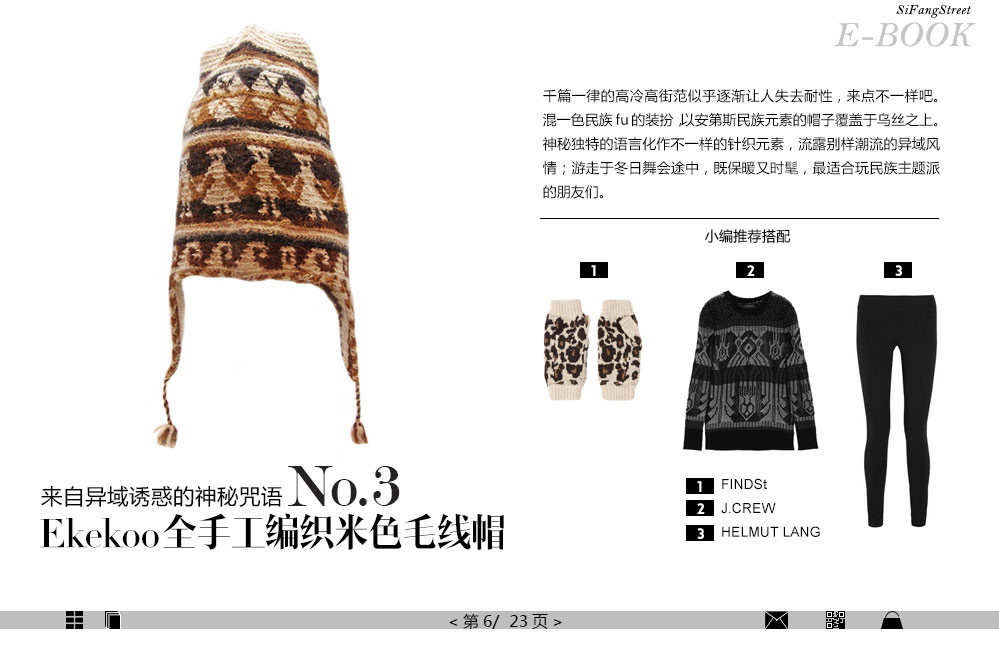 SiFangStreet
E-BOOK
千篇一律的高冷高街范似乎逐渐让人失去耐性，来点不一样吧。
混一色民族 fu 的装扮，以安第斯民族元素的帽子覆盖于乌丝之上。
神秘独特的语言化作不一样的针织元素，流露别样潮流的异域风
情；游走于冬日舞会途中，既保暖又时髦，最适合玩民族主题派
的朋友们。
小编推荐搭配
1
2
3
来自异域诱惑的神秘咒语 No.3
Ekekoo全手工编织米色毛线帽
1 FINDSt
2 J.CREW
3 HELMUT LANG
< 第 6/ 23 页 >